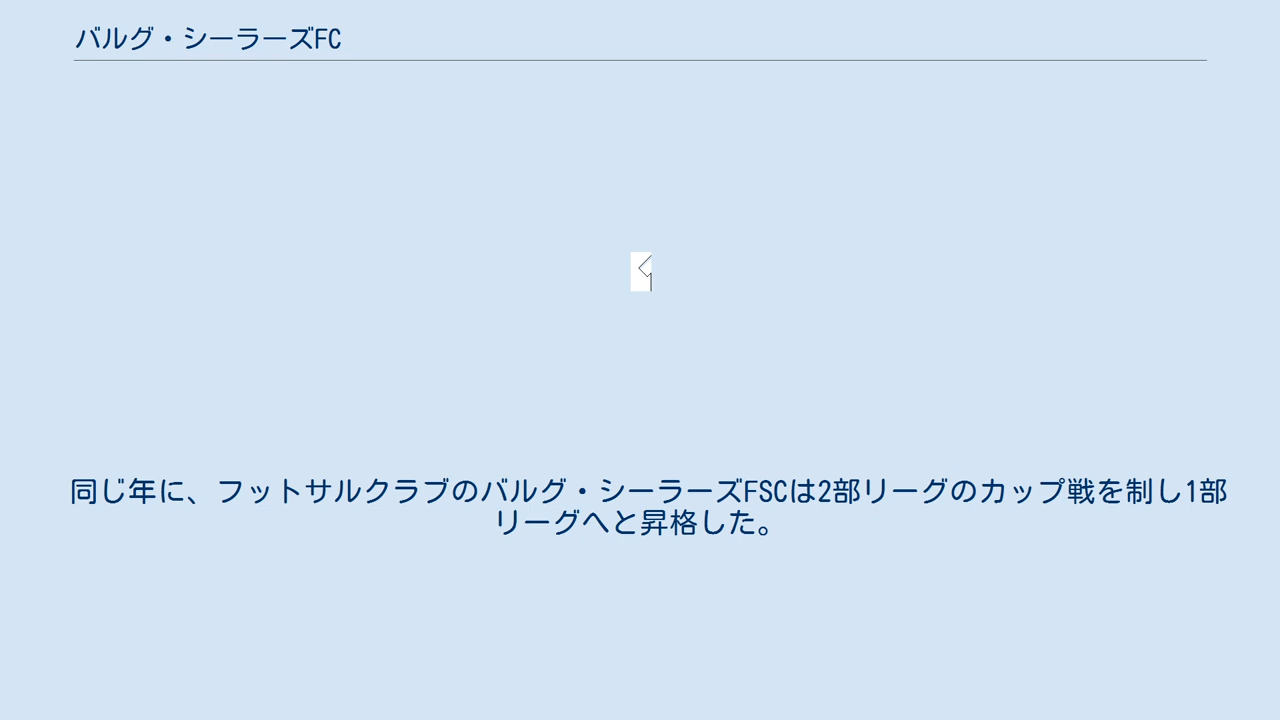 バルグ・シーラーズFC
同じ年に、フットサルクラブのバルグ・シーラーズFSCは2部リーグのカップ戦を制し1部
リーグへと昇格した。